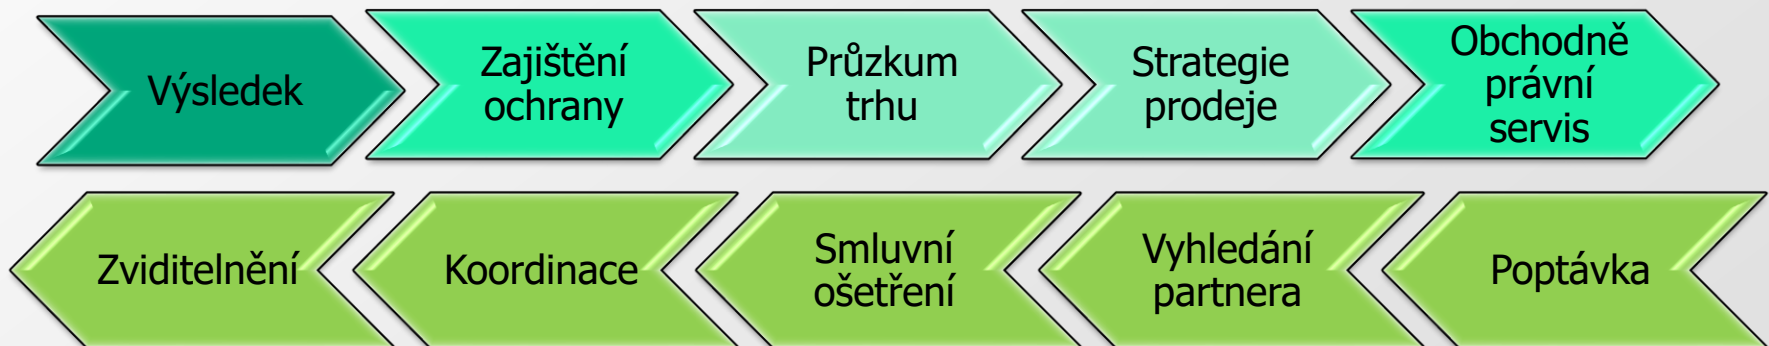 Výsledek
Zajištění
ochrany
Průzkum
trhu
Strategie
prodeje
Obchodně
právní
servis
Zviditelnění
Koordinace
Smluvní
ošetření
Vyhledání
partnera
Poptávka